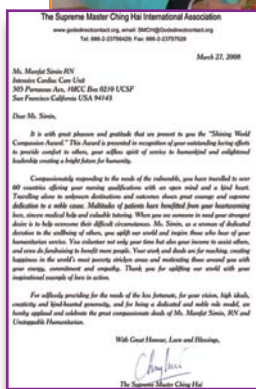 The Supreme Master Ching Hai International Association
www.godsdirectcontact.org, email: SMCH@Godsdirectcontact.org
Tel: 886-2-23706429; Fax: 886-2-23757628
March 27, 2008
Ms. Manfat Simin RN
Intensive Cardiac Care Unit
505 Parnasus Ave, 10ICC Box 0210 UCSF
San Francisco California USA 94143
Dear Ms. Simin,
It is with great pleasure and gratitude that we present to you the "Shining World
Compassion Award." This Award is presented in recognition of your outstanding loving efforts
to provide comfort to others, your selfless spirit of service to humankind and enlightened
leadership creating a bright future for humanity.
Compassionately responding to the needs of the vulnerable, you have travelled to over
60 countries offering your nursing qualifications with an open mind and a kind heart.
Travelling alone to unknown destinations and outcomes shows great courage and supreme
dedication to a noble cause. Multitudes of patients have benefited from your heartwarming
love, sincere medical help and valuable tutoring. When you see someone in need your strongest
desire is to help overcome their difficult circumstances. Ms. Simin, as a woman of dedicated
devotion to the wellbeing of others, you uplift our world and inspire those who hear of your
humanitarian service. You volunteer not only your time but also your income to assist others,
and even do fundraising to benefit more people. Your work and deeds are far reaching, creating
happiness in the world's most poverty stricken areas and motivating those around you with
your energy, commitment and empathy. Thank you for uplifting our world with your
inspirational example of love in action.
For selflessly providing for the needs of the less fortunate, for your vision, high ideals,
creativity and kind-hearted generosity, and for being a dedicated and noble role model, we
hereby applaud and celebrate the great compassionate deeds of Ms. Manfat Simin, RN and
Unstoppable Humanitarian.
With Great Honour, Love and Blessings,
The Supreme Master Ching Hai